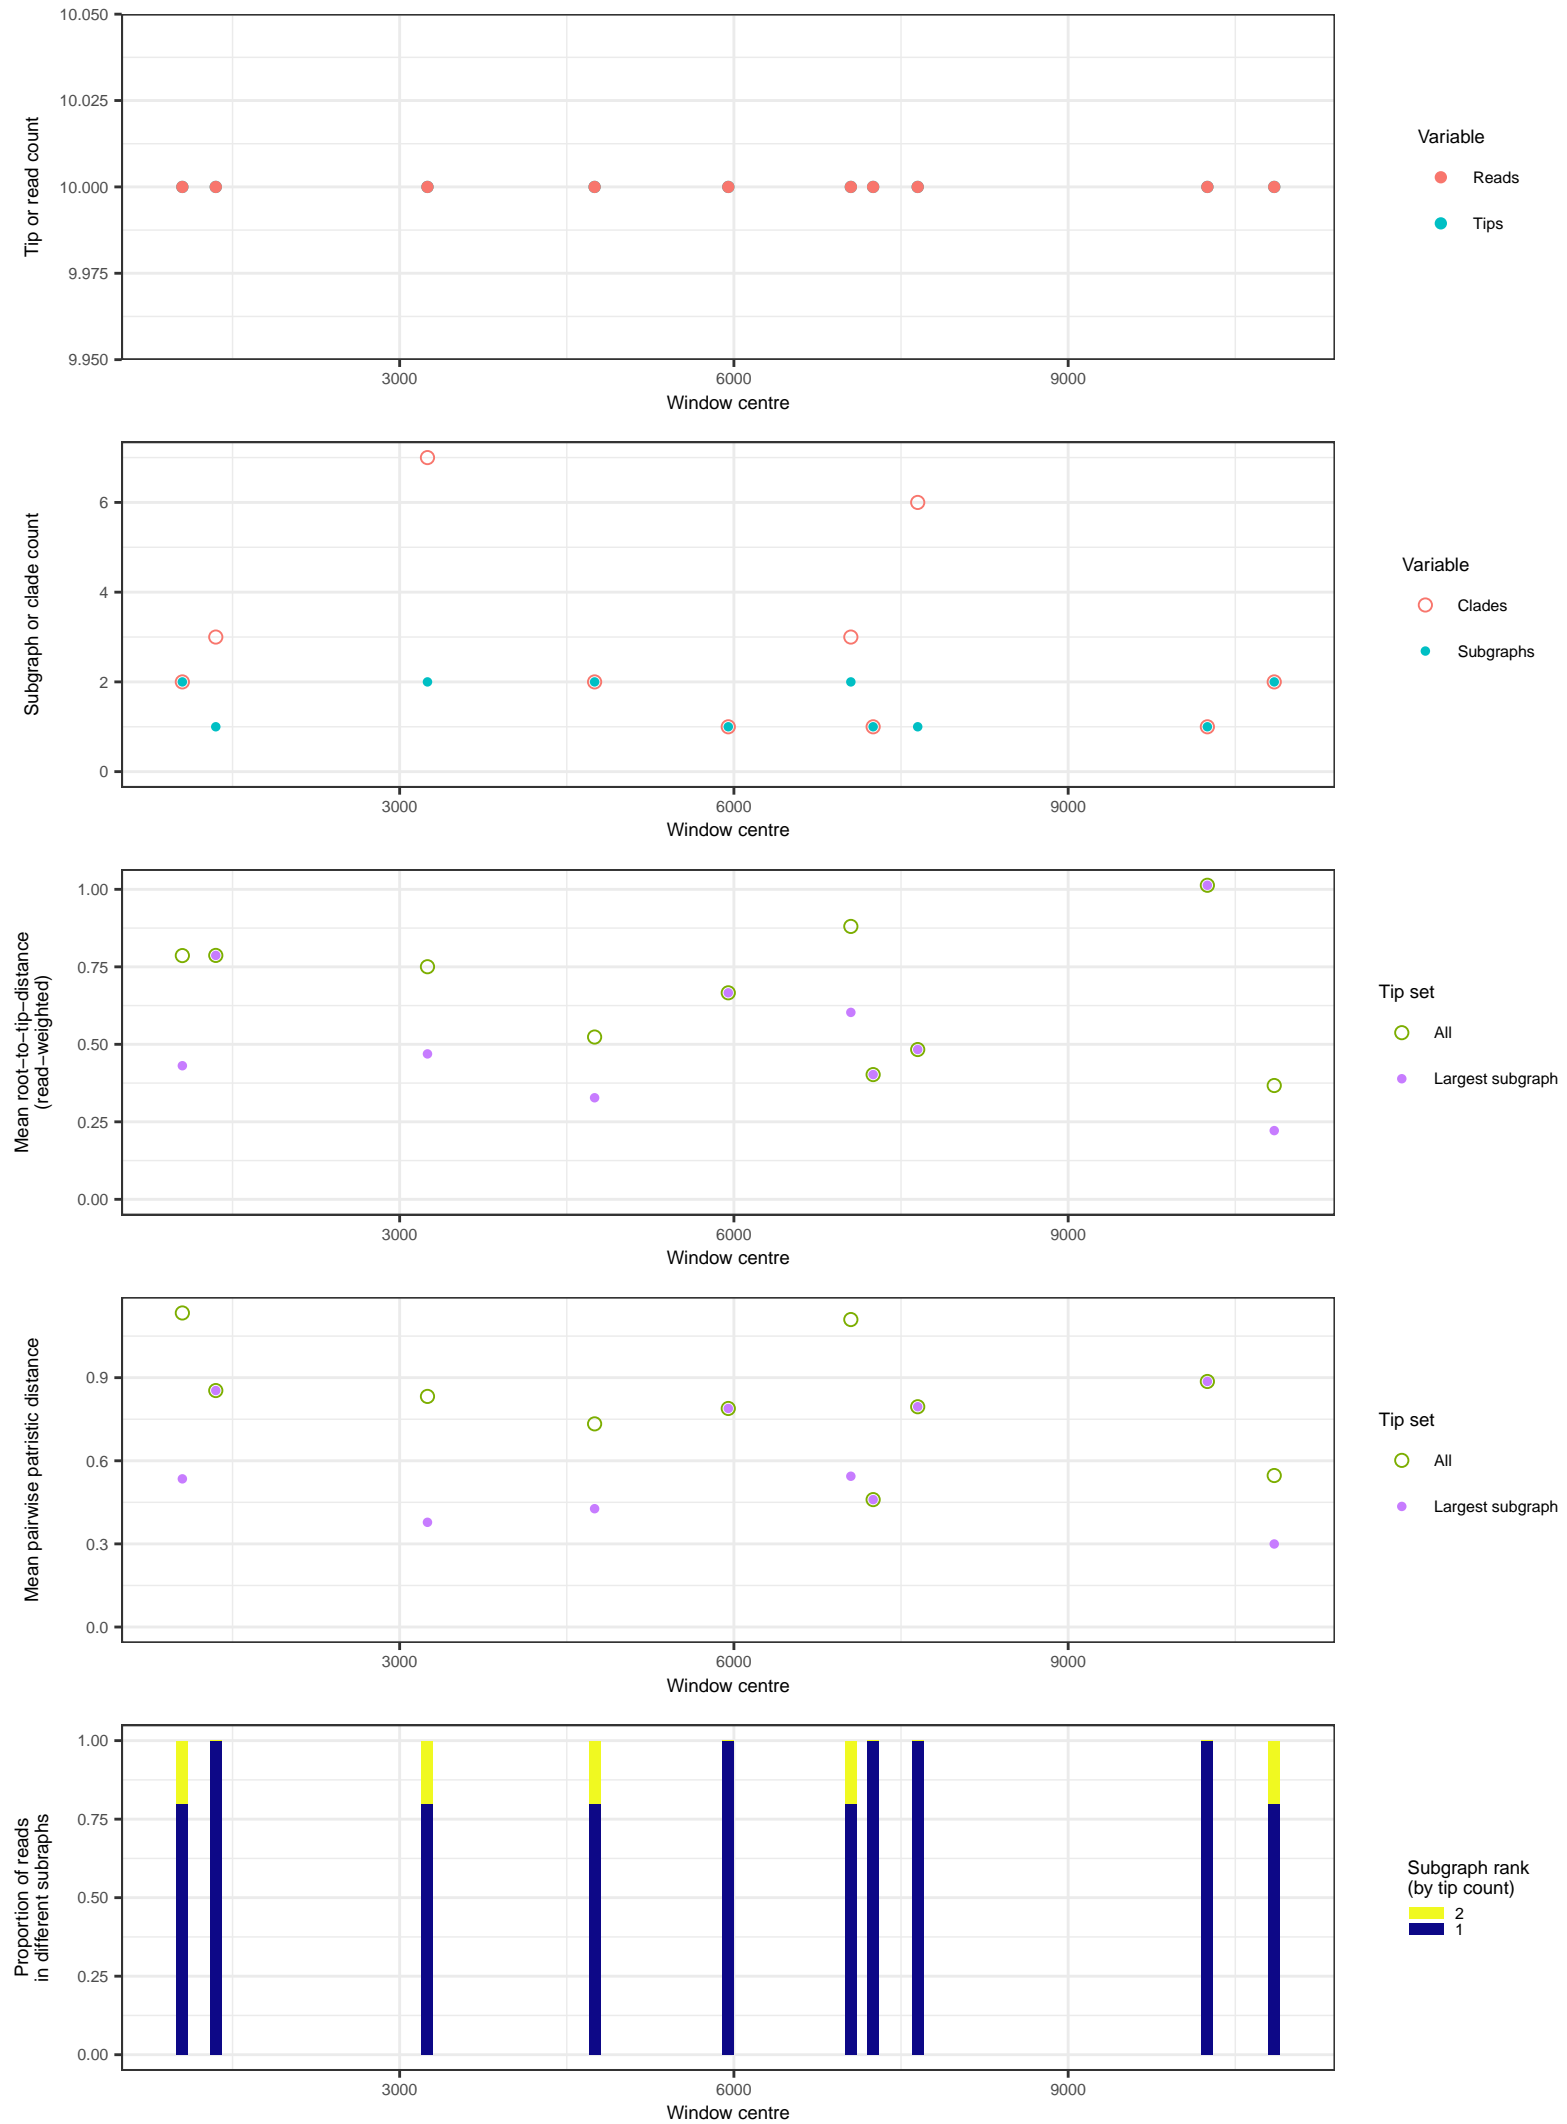 10.050
10.025
10.000
9.975
9.950
Tip or read count
3000
6000
9000
Window centre
Variable
Reads
Tips
6
4
2
0
Subgraph or clade count
3000
6000
9000
Window centre
Variable
Clades
Subgraphs
1.00
0.75
0.50
0.25
0.00
Mean root−to−tip−distance
(read−weighted)
3000
6000
9000
Window centre
Tip set
All
Largest subgraph
0.9
0.6
0.3
0.0
Mean pairwise patristic distance
3000
6000
9000
Window centre
Tip set
All
Largest subgraph
1.00
0.75
0.50
0.25
0.00
Proportion of reads
in different subraphs
3000
6000
9000
Window centre
Subgraph rank
(by tip count)
2
1